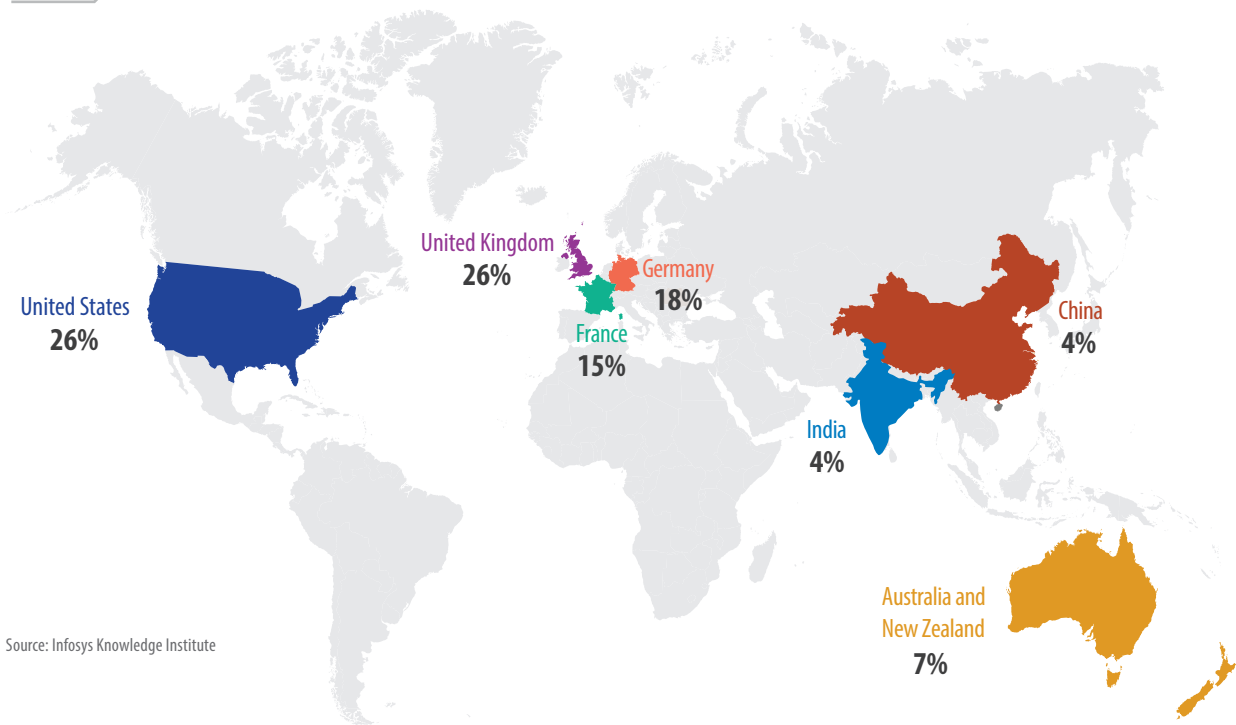 United Kingdom
26%
Germany
18%
United States
26%
France
15%
China
4%
India
4%
Australia and
New Zealand
7%
Source: Infosys Knowledge Institute